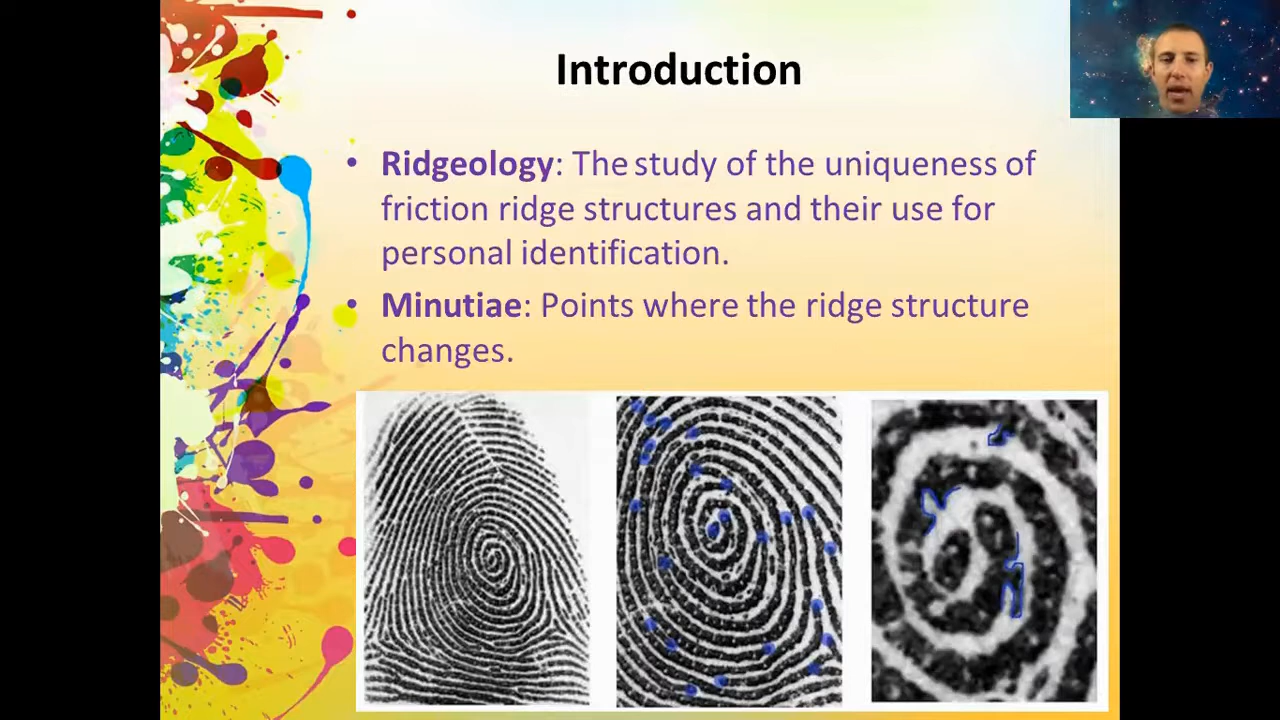 Introduction
• Ridgeology: The study of the uniqueness of
friction ridge structures and their use for
personal identification.
• Minutiae: Points where the ridge structure
changes.